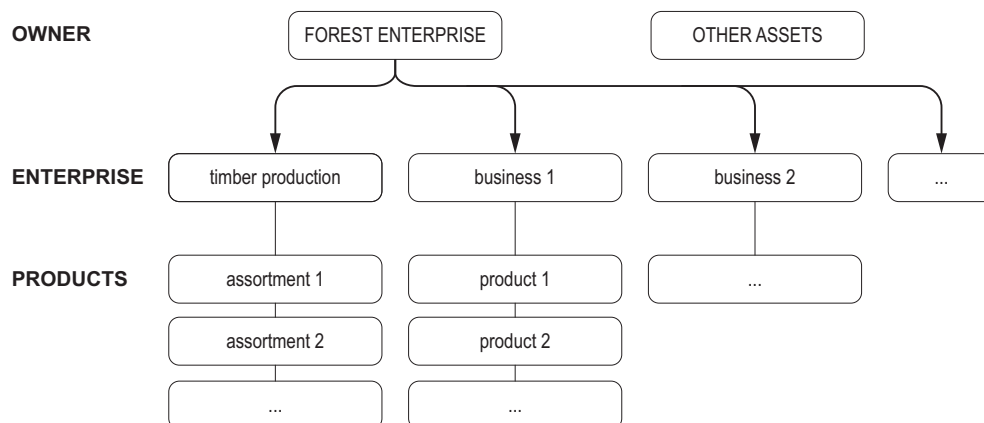 OWNER
FOREST ENTERPRISE
OTHER ASSETS
ENTERPRISE
timber production
business 1
business 2
...
PRODUCTS
assortment 1
product 1
...
assortment 2
product 2
...
...